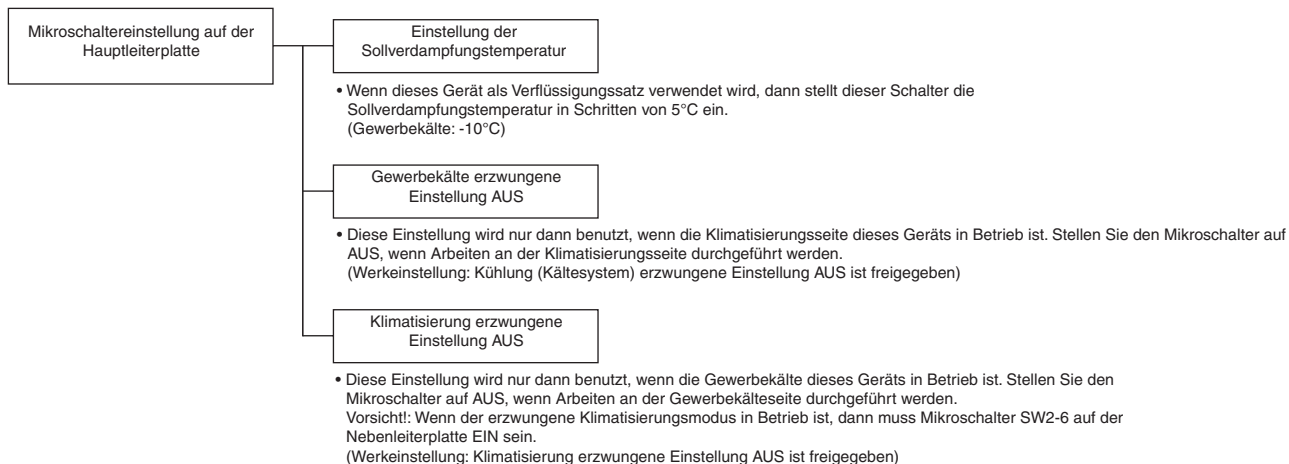 Mikroschaltereinstellung auf der
Hauptleiterplatte
Einstellung der
Sollverdampfungstemperatur
• Wenn dieses Gerät als Verflüssigungssatz verwendet wird, dann stellt dieser Schalter die
Sollverdampfungstemperatur in Schritten von 5°C ein.
(Gewerbekälte: -10°C)
Gewerbekälte erzwungene
Einstellung AUS
• Diese Einstellung wird nur dann benutzt, wenn die Klimatisierungsseite dieses Geräts in Betrieb ist. Stellen Sie den Mikroschalter auf
AUS, wenn Arbeiten an der Klimatisierungsseite durchgeführt werden.
(Werkeinstellung: Kühlung (Kältesystem) erzwungene Einstellung AUS ist freigegeben)
Klimatisierung erzwungene
Einstellung AUS
• Diese Einstellung wird nur dann benutzt, wenn die Gewerbekälte dieses Geräts in Betrieb ist. Stellen Sie den
Mikroschalter auf AUS, wenn Arbeiten an der Gewerbekälteseite durchgeführt werden.
Vorsicht!: Wenn der erzwungene Klimatisierungsmodus in Betrieb ist, dann muss Mikroschalter SW2-6 auf der
Nebenleiterplatte EIN sein.
(Werkeinstellung: Klimatisierung erzwungene Einstellung AUS ist freigegeben)